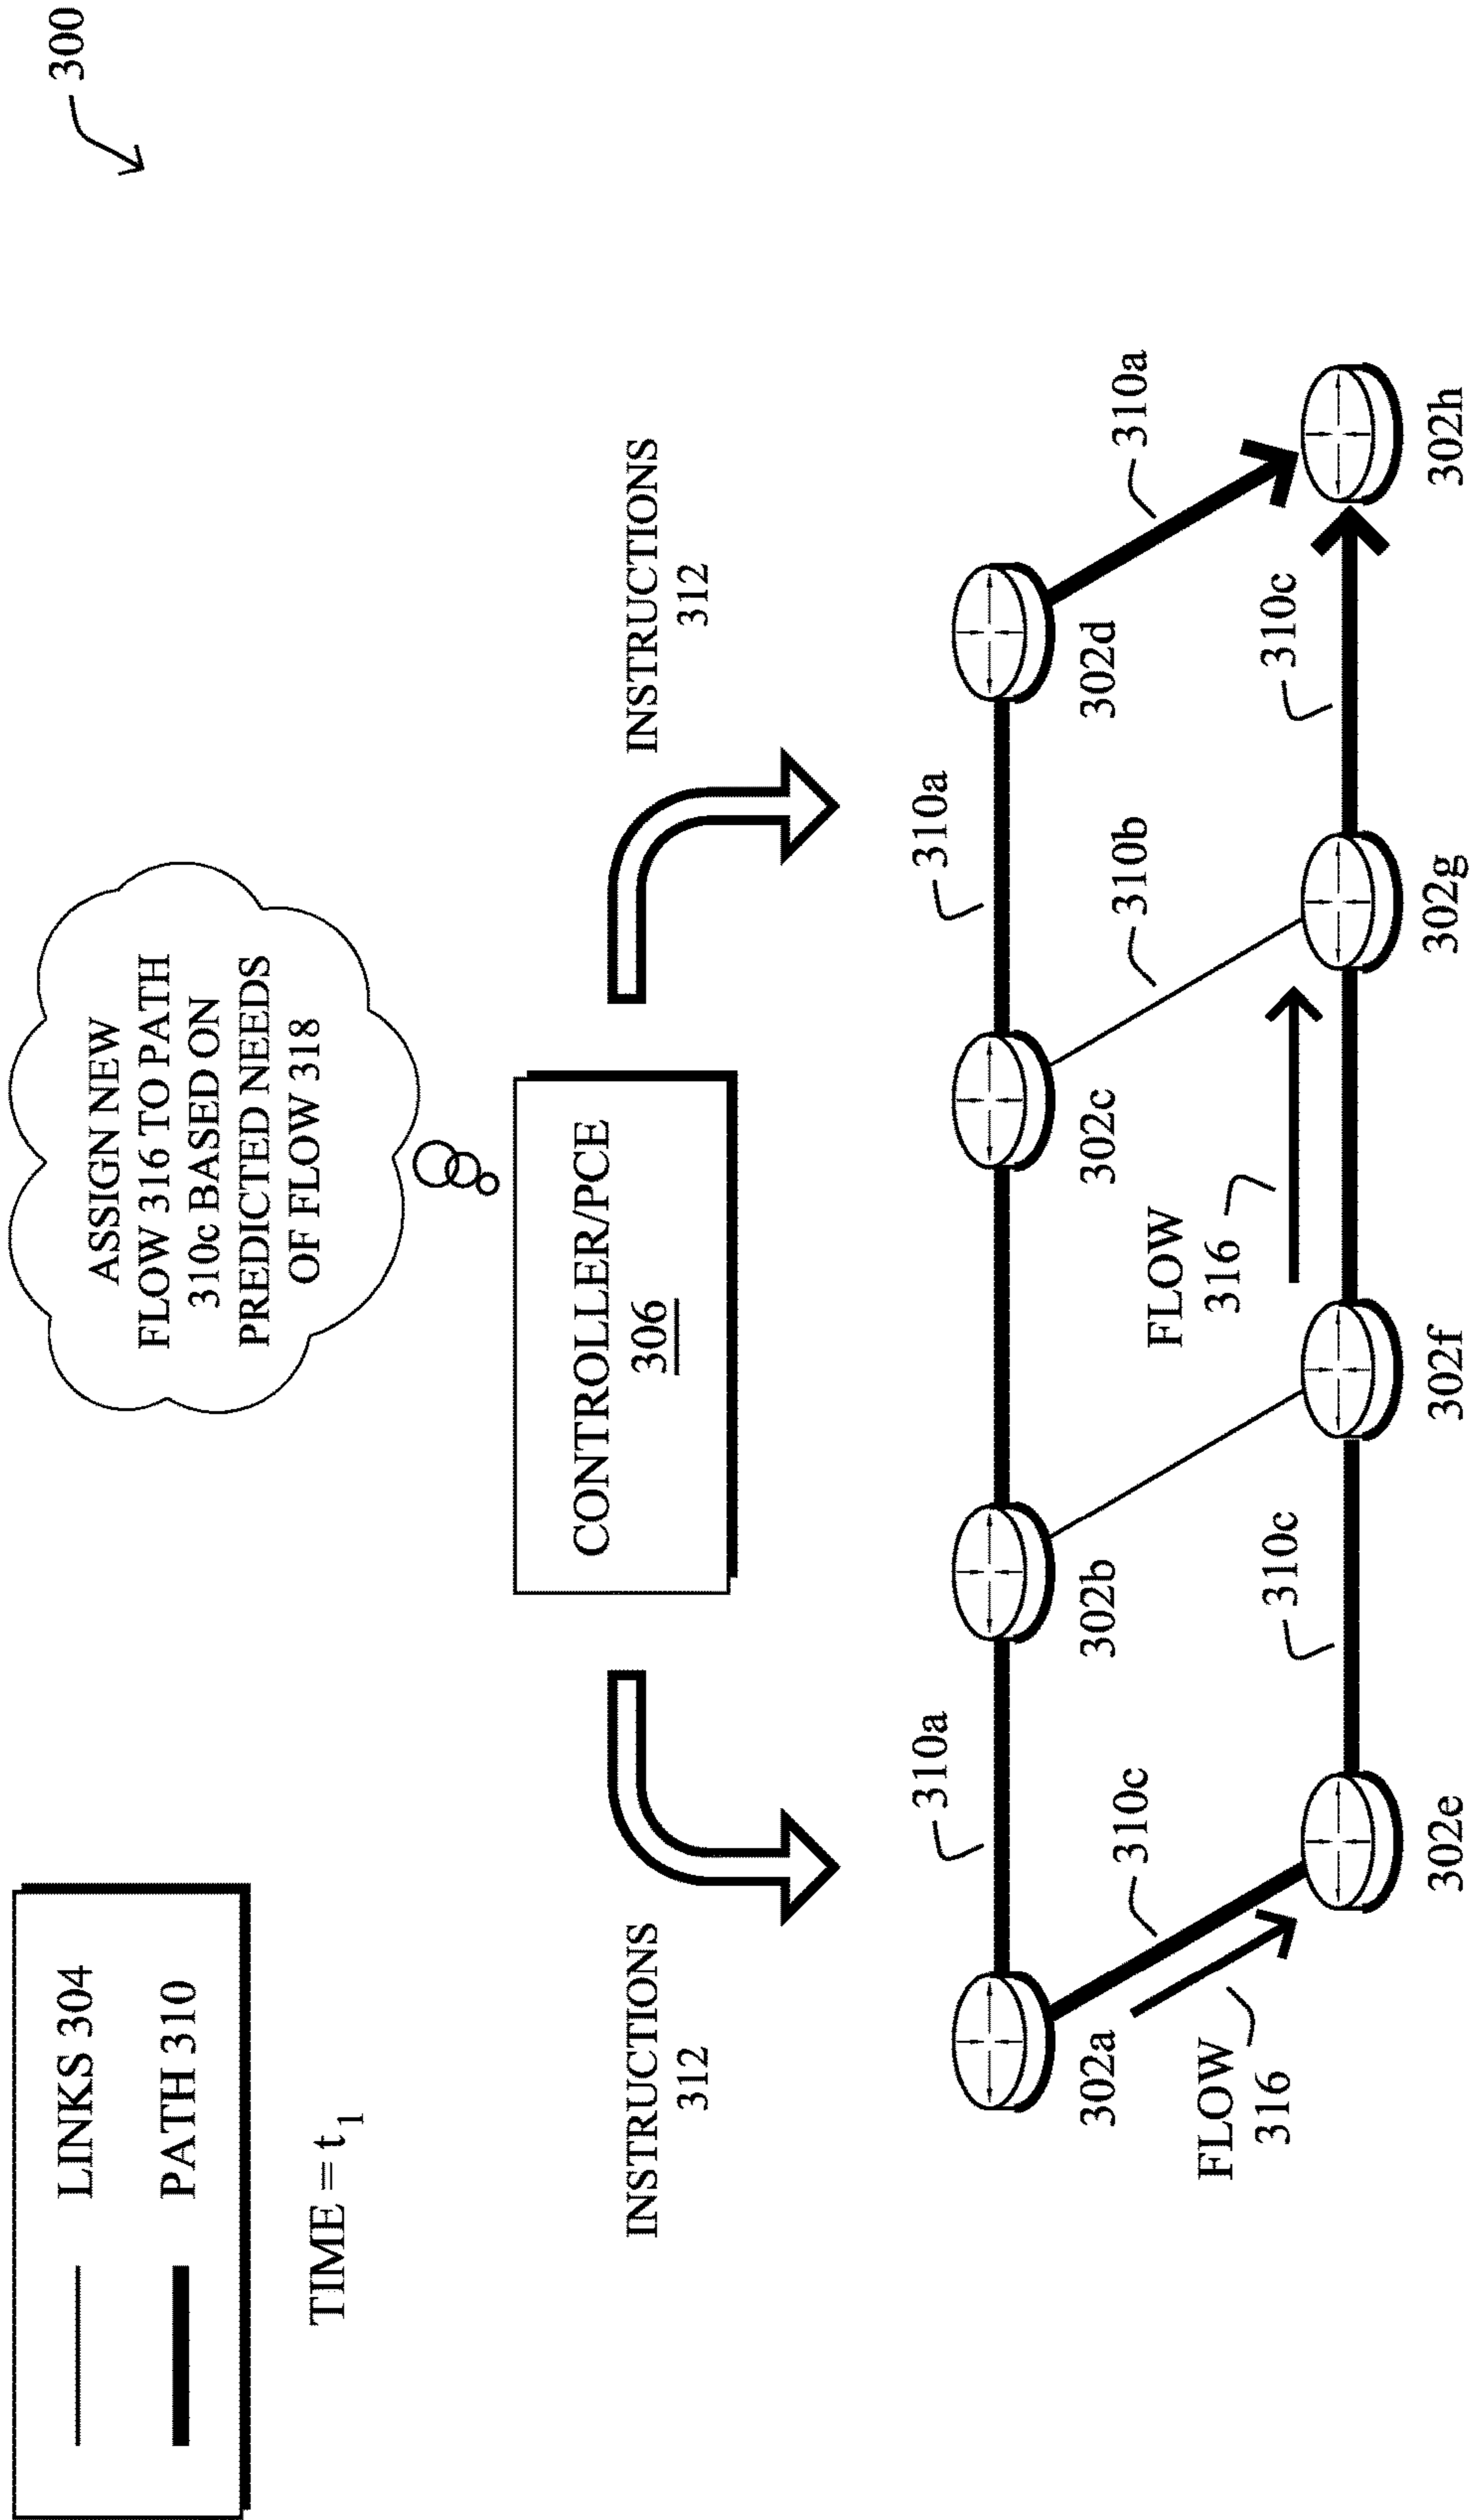 300
LINKS 304
PATH 310
TIME = t1
ASSIGN NEW
FLOW 316 TO PATH
310c BASED ON
PREDICTED NEEDS
OF FLOW 318
CONTROLLER/PCE
306
INSTRUCTIONS
312
INSTRUCTIONS
312
310a
310a
302a
302b
302c
302d
310c
310b
310a
FLOW
316
FLOW
316
310c
310c
302e
302f
302g
302h